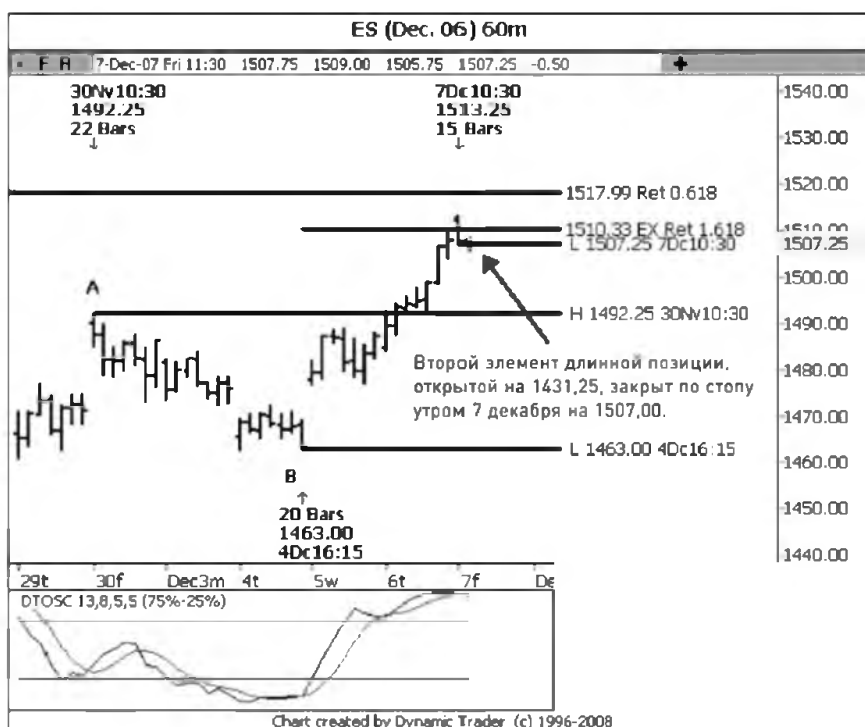 ES (Dec. 06) 60m
7-Dec-07 Fri 11:30 1507.75 1509.00 1505.75 1507.25 -0.50
30Nv10:30
1492.25
22 Bars
7Dc10:30
1513.25
15 Bars
1540.00
1530.00
1520.00
1517.99 Ret 0.618
1510.33 EX Ret 1.618
1510.00
L 1507.25 7Dc10:30
1507.25
1500.00
A
H 1492.25 30Nv10:30
1490.00
Второй элемент длинной позиции,
открытой на 1431,25, закрыт по стопу
утром 7 декабря на 1507,00.
1480.00
1470.00
L 1463.00 4Dc16:15
1460.00
B
20 Bars
1463.00
4Dc16:15
1450.00
1440.00
29t 30f Dec3m 4t 5w 6t 7f De
DTOSC 13,8,5,5 (75%-25%)
Chart created by Dynamic Trader (c) 1996-2008